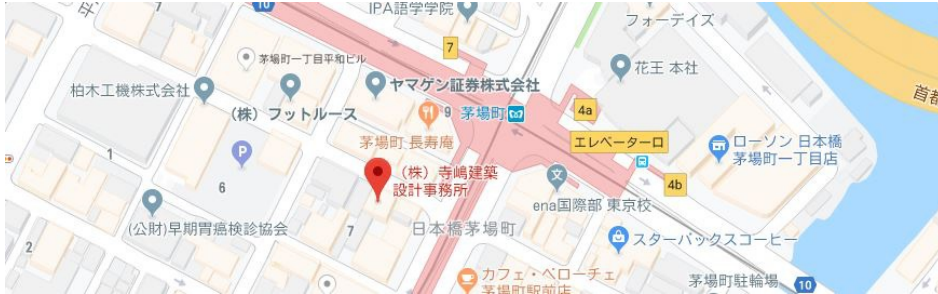 10
IPA語学学院
フォーデイズ
7
7
茅場町一丁目平和ビル
花王 本社
柏木工機株式会社
ヤマゲン証券株式会社
(株) フットルース
9
茅場町
4a
首都
茅場町 長寿庵
エレベーター口
ローソン 日本橋
茅場町一丁目店
1
P
(株) 寺嶋建築
設計事務所
文
4b
6
ena国際部 東京校
(公財)早期胃癌検診協会
7
日本橋茅場町
スターバックスコーヒー
2
カフェ・ベローチェ
茅場町駅前店
茅場町駐輪場
10